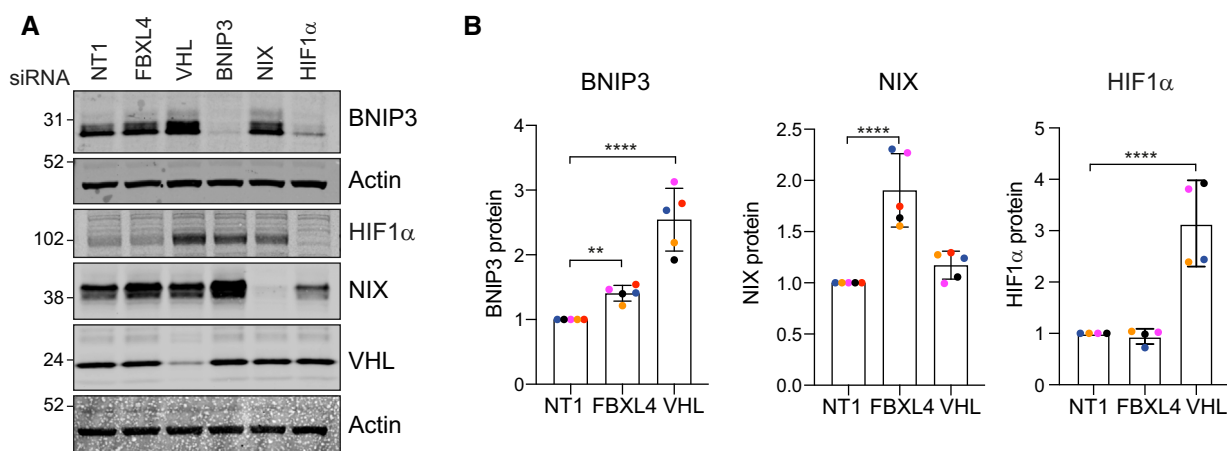 A
siRNA NT1 FBXL4 VHL BNIP3 NIX HIF1α
31 BNIP3
52 Actin
102 HIF1α
38 NIX
24 VHL
52 Actin
B
BNIP3
BNIP3 protein
4
3
2
1
0
**
****
NT1 FBXL4 VHL
NIX
NIX protein
2.5
2.0
1.5
1.0
0.5
0.0
****
NT1 FBXL4 VHL
HIF1α
HIF1α protein
5
4
3
2
1
0
****
NT1 FBXL4 VHL